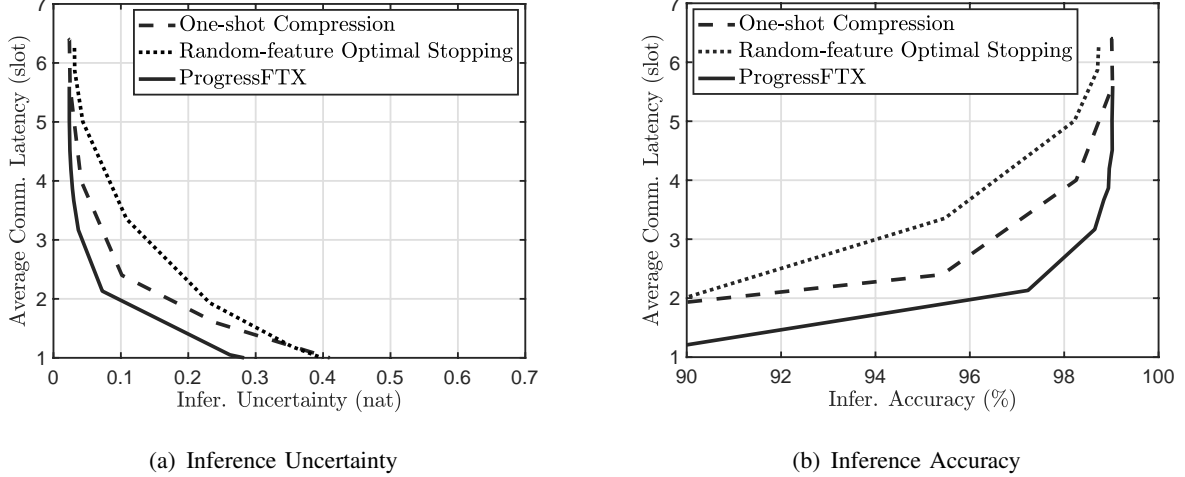 7
6
5
4
3
2
1
Average Comm. Latency (slot)
One-shot Compression
Random-feature Optimal Stopping
ProgressFTX
0 0.1 0.2 0.3 0.4 0.5 0.6 0.7
Infer. Uncertainty (nat)
(a) Inference Uncertainty
7
6
5
4
3
2
1
Average Comm. Latency (slot)
One-shot Compression
Random-feature Optimal Stopping
ProgressFTX
90 92 94 96 98 100
Infer. Accuracy (%)
(b) Inference Accuracy